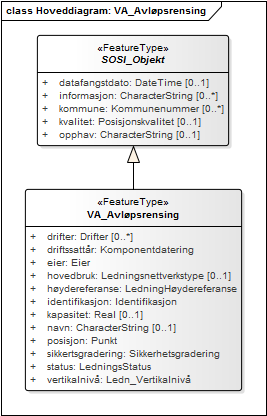 class Hoveddiagram: VA_Avløpsrensing
«FeatureType»
SOSI_Objekt
+ datafangstdato: DateTime [0..1]
+ informasjon: CharacterString [0..*]
+ kommune: Kommunenummer [0..*]
+ kvalitet: Posisjonskvalitet [0..1]
+ opphav: CharacterString [0..1]
«FeatureType»
VA_Avløpsrensing
+ drifter: Drifter [0..*]
+ driftssattår: Komponentdatering
+ eier: Eier
+ hovedbruk: Ledningsnettverkstype [0..1]
+ høydereferanse: LedningHøydereferanse
+ identifikasjon: Identifikasjon
+ kapasitet: Real [0..1]
+ navn: CharacterString [0..1]
+ posisjon: Punkt
+ sikkertsgradering: Sikkerhetsgradering
+ status: LedningsStatus
+ vertikalnivå: Ledn_Vertikalnivå